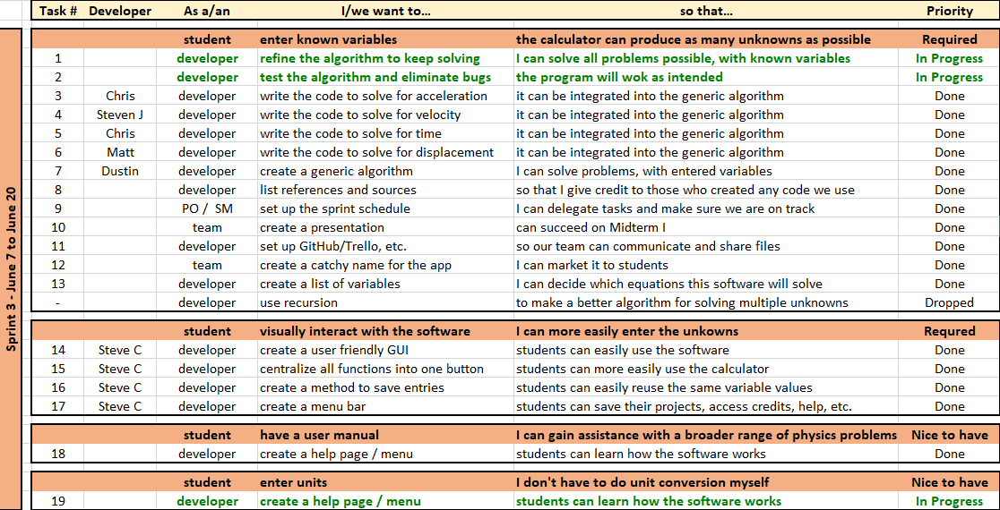 Task # Developer As a/an I/we want to... so that... Priority
Sprint 3 - June 7 to June 20
student enter known variables the calculator can produce as many unknowns as possible Required
1 developer refine the algorithm to keep solving I can solve all problems possible, with known variables In Progress
2 developer test the algorithm and eliminate bugs the program will wok as intended In Progress
3 Chris developer write the code to solve for acceleration it can be integrated into the generic algorithm Done
4 Steven J developer write the code to solve for velocity it can be integrated into the generic algorithm Done
5 Chris developer write the code to solve for time it can be integrated into the generic algorithm Done
6 Matt developer write the code to solve for displacement it can be integrated into the generic algorithm Done
7 Dustin developer create a generic algorithm I can solve problems, with entered variables Done
8 developer list references and sources so that I give credit to those who created any code we use Done
9 PO / SM set up the sprint schedule I can delegate tasks and make sure we are on track Done
10 team create a presentation can succeed on Midterm I Done
11 developer set up GitHub/Trello, etc. so our team can communicate and share files Done
12 team create a catchy name for the app I can market it to students Done
13 developer create a list of variables I can decide which equations this software will solve Done
- developer use recursion to make a better algorithm for solving multiple unknowns Dropped
student visually interact with the software I can more easily enter the unkowns Requred
14 Steve C developer create a user friendly GUI students can easily use the software Done
15 Steve C developer centralize all functions into one button students can more easily use the calculator Done
16 Steve C developer create a method to save entries students can easily reuse the same variable values Done
17 Steve C developer create a menu bar students can save their projects, access credits, help, etc. Done
student have a user manual I can gain assistance with a broader range of physics problems Nice to have
18 developer create a help page / menu students can learn how the software works Done
student enter units I don't have to do unit conversion myself Nice to have
19 developer create a help page / menu students can learn how the software works In Progress